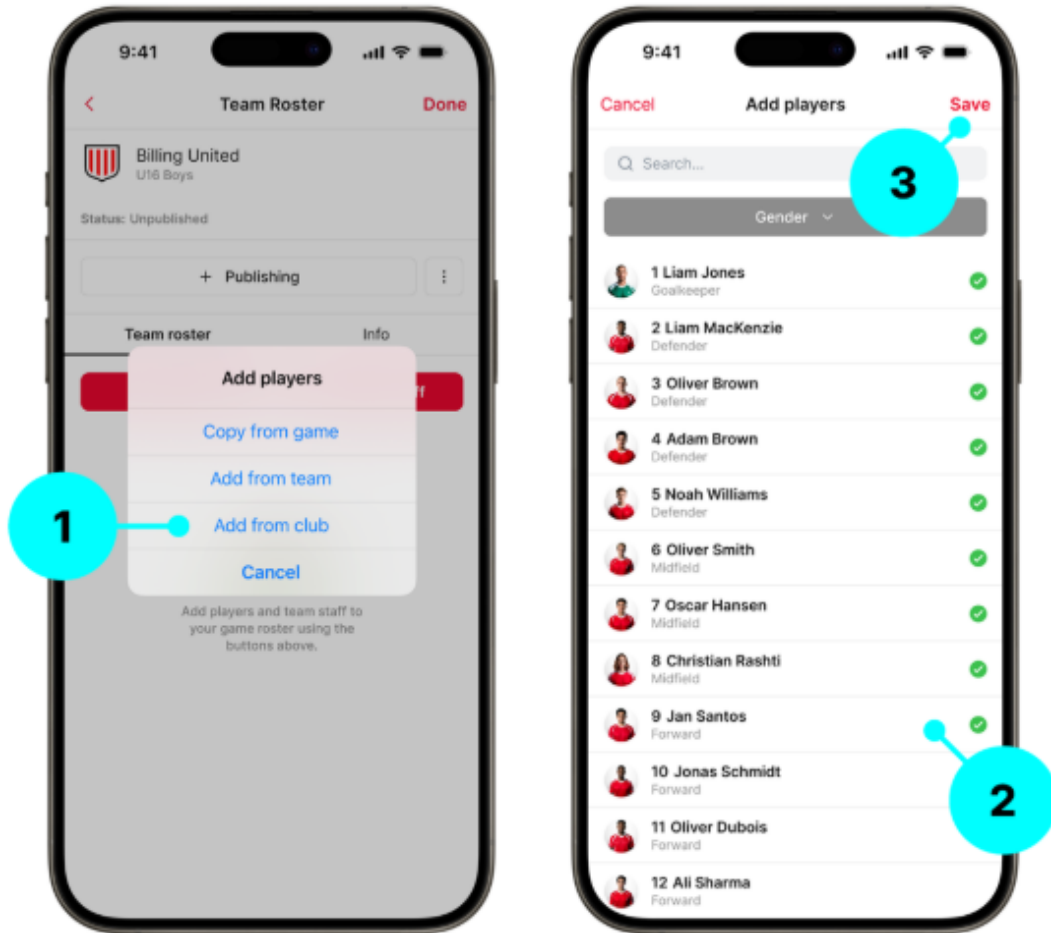 9:41
Team Roster
Done
Billing United
U16 Boys
Status: Unpublished
+ Publishing
Team roster
Info
Add players
Copy from game
Add from team
Add from club
Cancel
Add players and team staff to
your game roster using the
buttons above.
1
9:41
Cancel
Add players
Save
Search...
3
Gender
1 Liam Jones
Goalkeeper
2 Liam MacKenzie
Defender
3 Oliver Brown
Defender
4 Adam Brown
Defender
5 Noah Williams
Defender
6 Oliver Smith
Midfield
7 Oscar Hansen
Midfield
8 Christian Rashti
Midfield
9 Jan Santos
Forward
10 Jonas Schmidt
Forward
2
11 Oliver Dubois
Forward
12 Ali Sharma
Forward